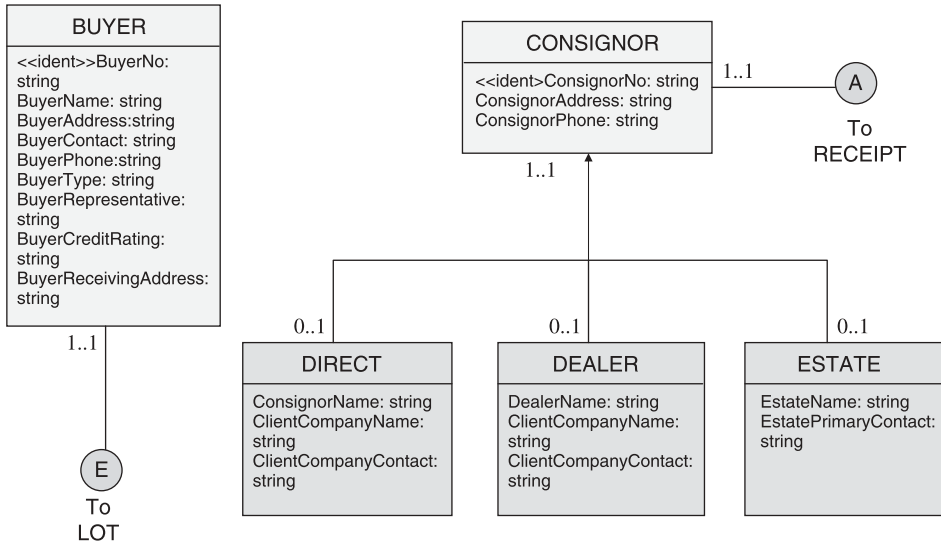 BUYER
<<ident>>BuyerNo:
string
BuyerName: string
BuyerAddress:string
BuyerContact: string
BuyerPhone:string
BuyerType: string
BuyerRepresentative:
string
BuyerCreditRating:
string
BuyerReceivingAddress:
string
1..1
E
To
LOT
CONSIGNOR
<<ident>ConsignorNo: string
ConsignorAddress: string
ConsignorPhone: string
1..1
A
To
RECEIPT
1..1
0..1
DIRECT
ConsignorName: string
ClientCompanyName:
string
ClientCompanyContact:
string
0..1
DEALER
DealerName: string
ClientCompanyName:
string
ClientCompanyContact:
string
0..1
ESTATE
EstateName: string
EstatePrimaryContact:
string